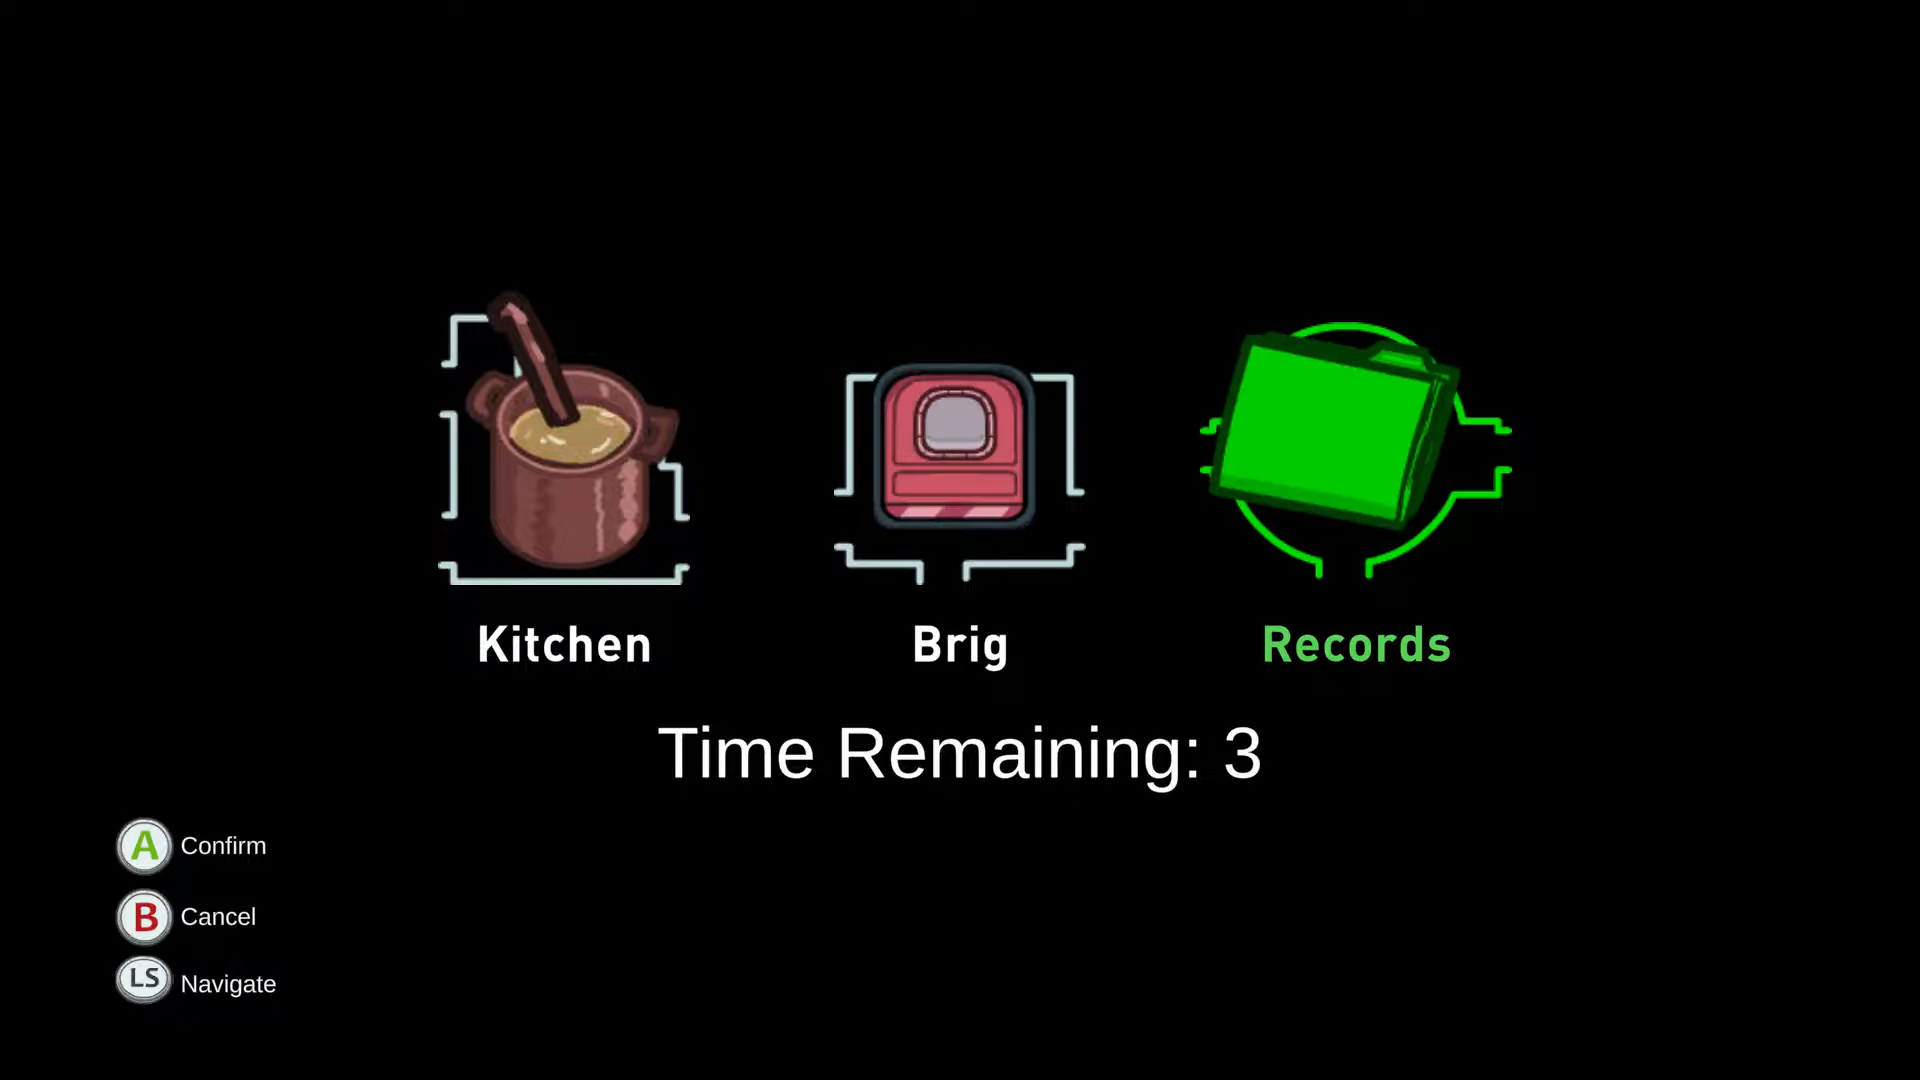 Kitchen
Brig
Records
Time Remaining: 3
A Confirm
B Cancel
LS Navigate